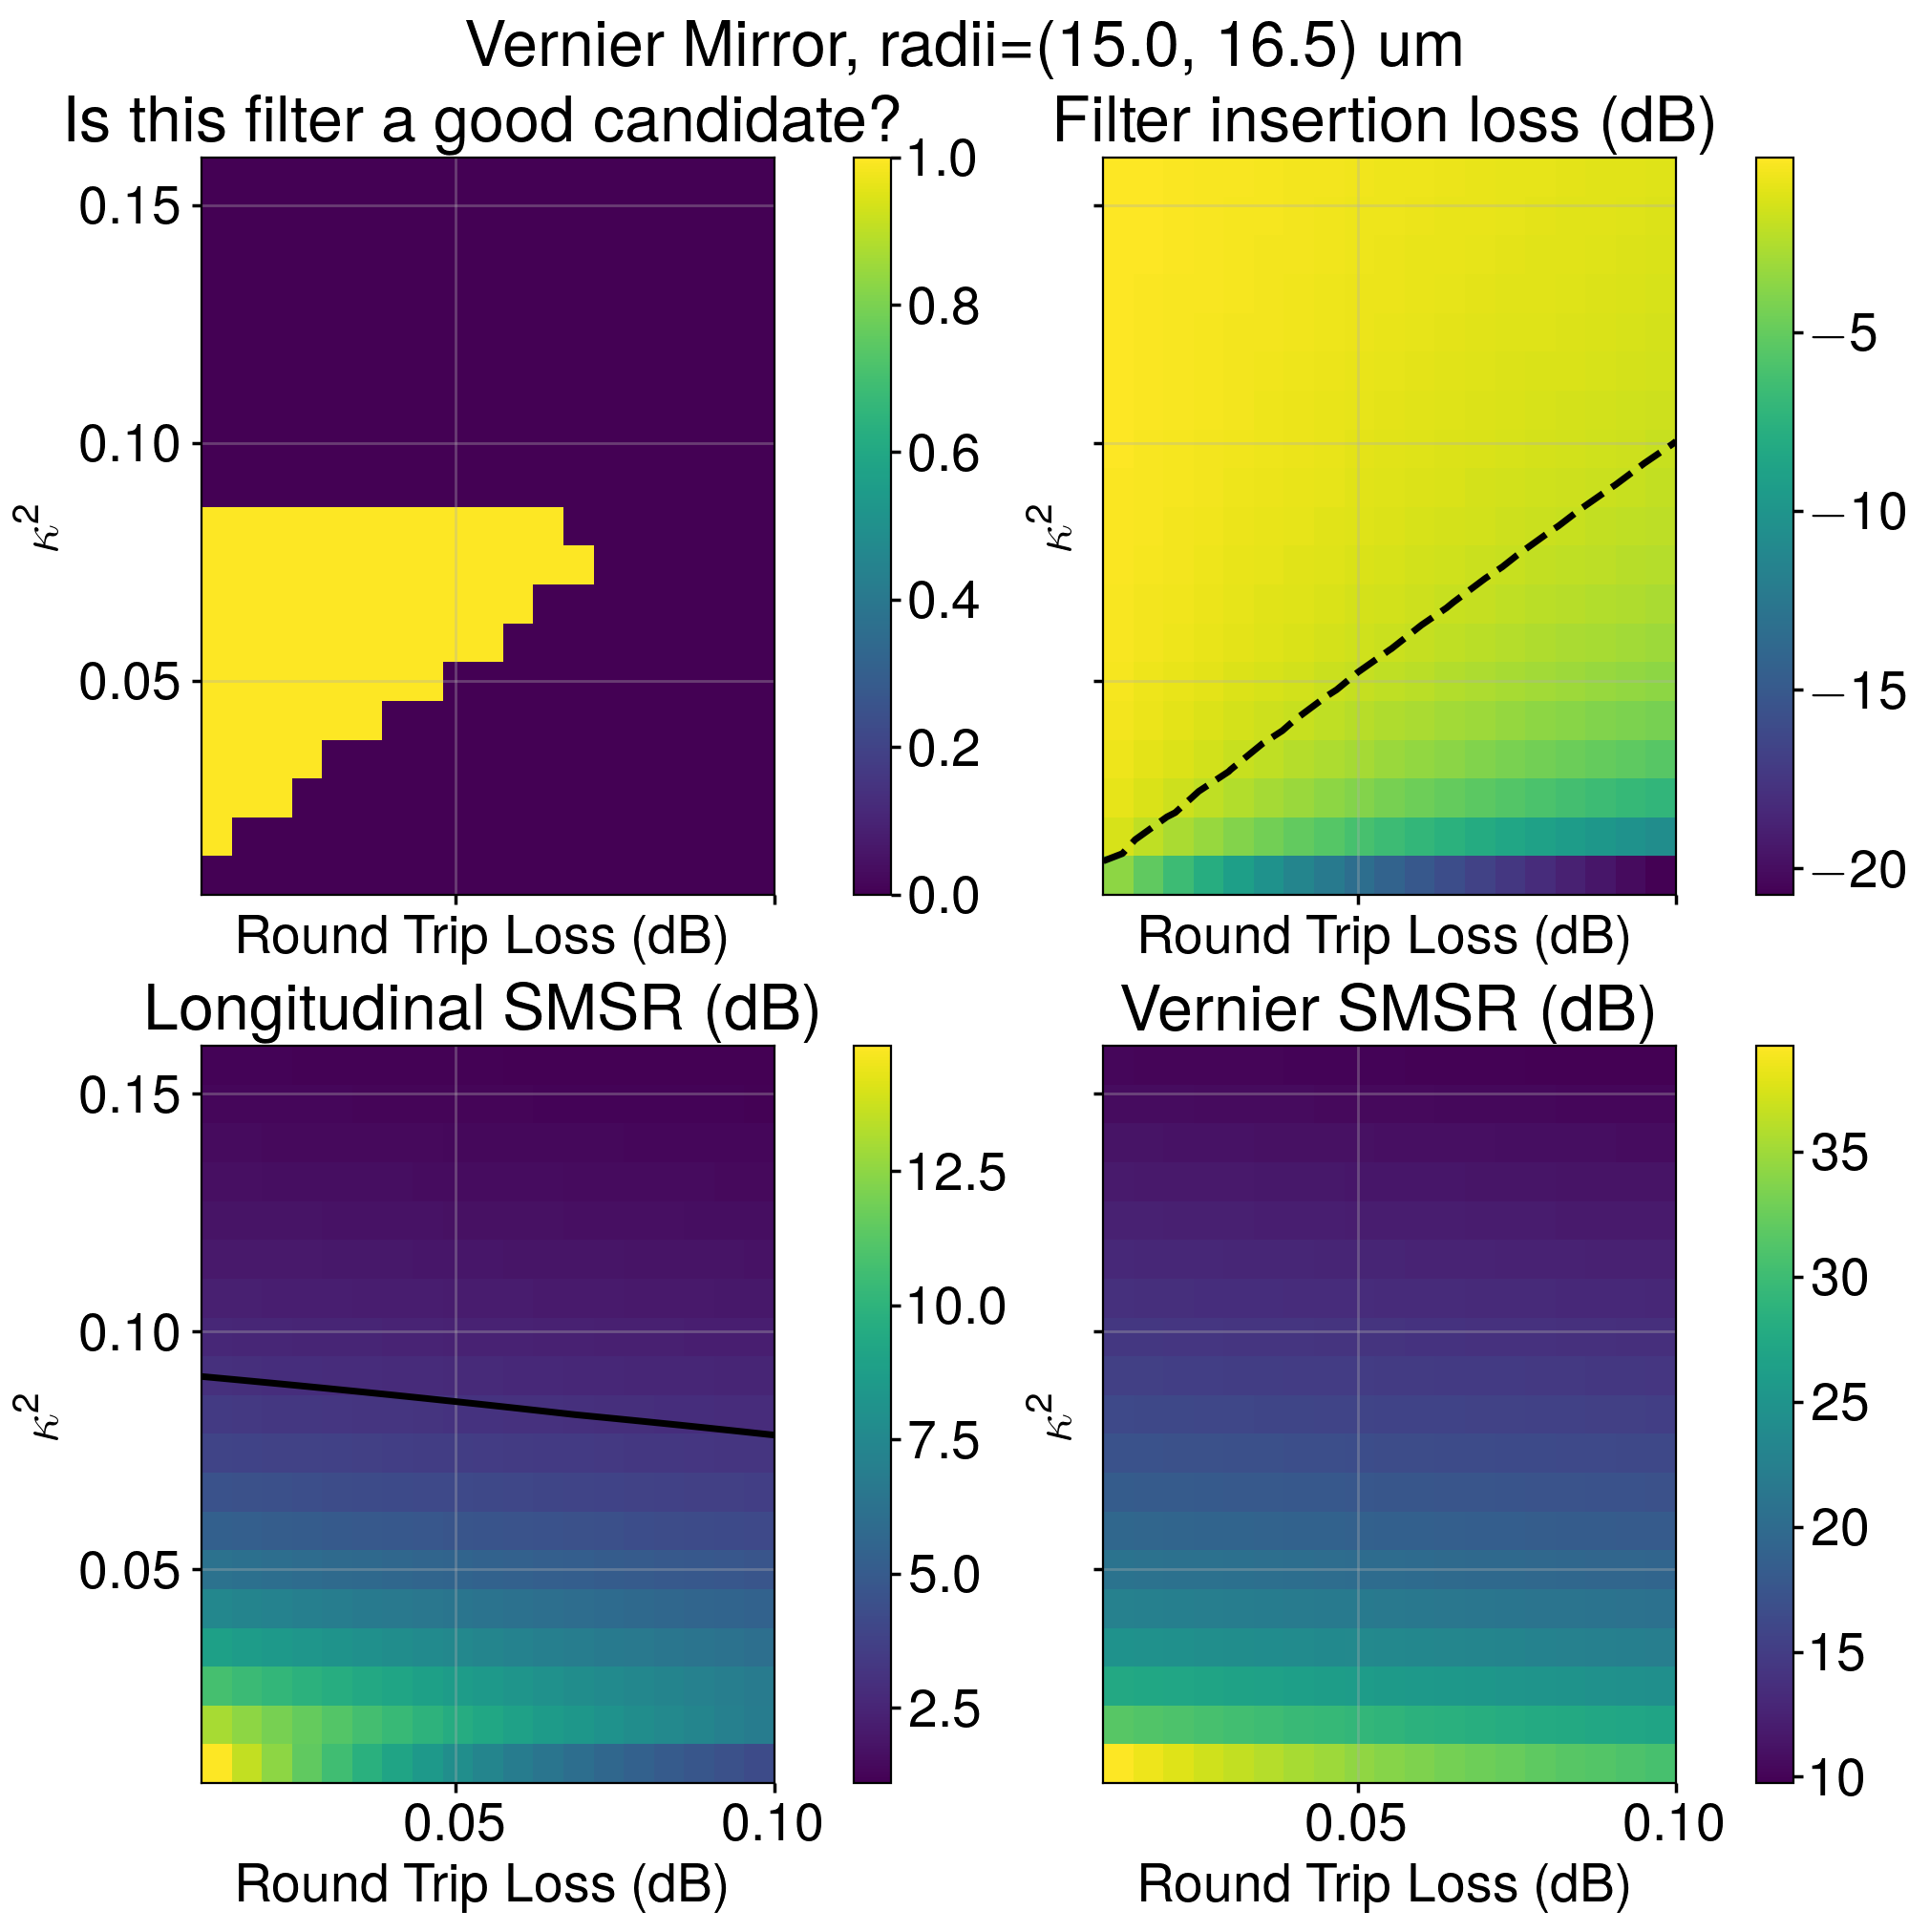 Vernier Mirror, radii=(15.0, 16.5) um
Is this filter a good candidate?
0.15
0.10
0.05
κ²
Round Trip Loss (dB)
1.0
0.8
0.6
0.4
0.2
0.0
Filter insertion loss (dB)
κ²
Round Trip Loss (dB)
−5
−10
−15
−20
Longitudinal SMSR (dB)
0.15
0.10
0.05
κ²
0.05 0.10
Round Trip Loss (dB)
12.5
10.0
7.5
5.0
2.5
Vernier SMSR (dB)
κ²
0.05 0.10
Round Trip Loss (dB)
35
30
25
20
15
10